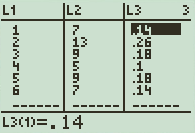 L1 L2 L3 3
1 7 .14
2 13 .26
3 9 .18
4 5 .1
5 9 .18
6 7 .14
------ ------ ------
L3(1)=.14